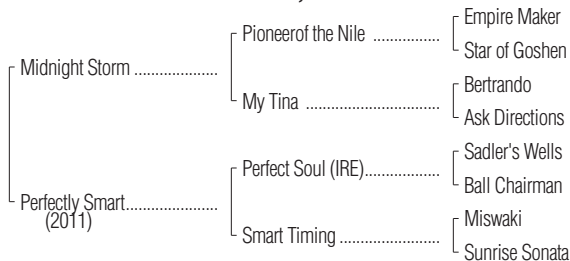 Empire Maker
Pioneerof the Nile ................
Star of Goshen
Midnight Storm ....................
Bertrando
My Tina ................................
Ask Directions
Sadler's Wells
Perfect Soul (IRE)..................
Ball Chairman
Perfectly Smart......................
(2011)
Miswaki
Smart Timing ........................
Sunrise Sonata